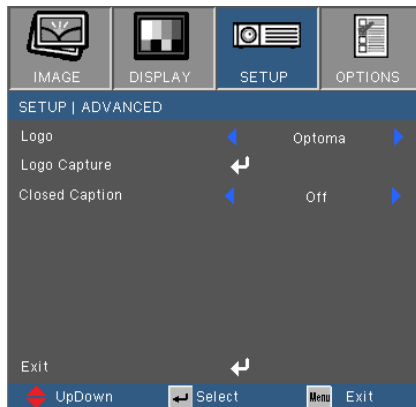 IMAGE DISPLAY SETUP OPTIONS
SETUP | ADVANCED
Logo Optoma
Logo Capture
Closed Caption Off
Exit
UpDown Select Menu Exit